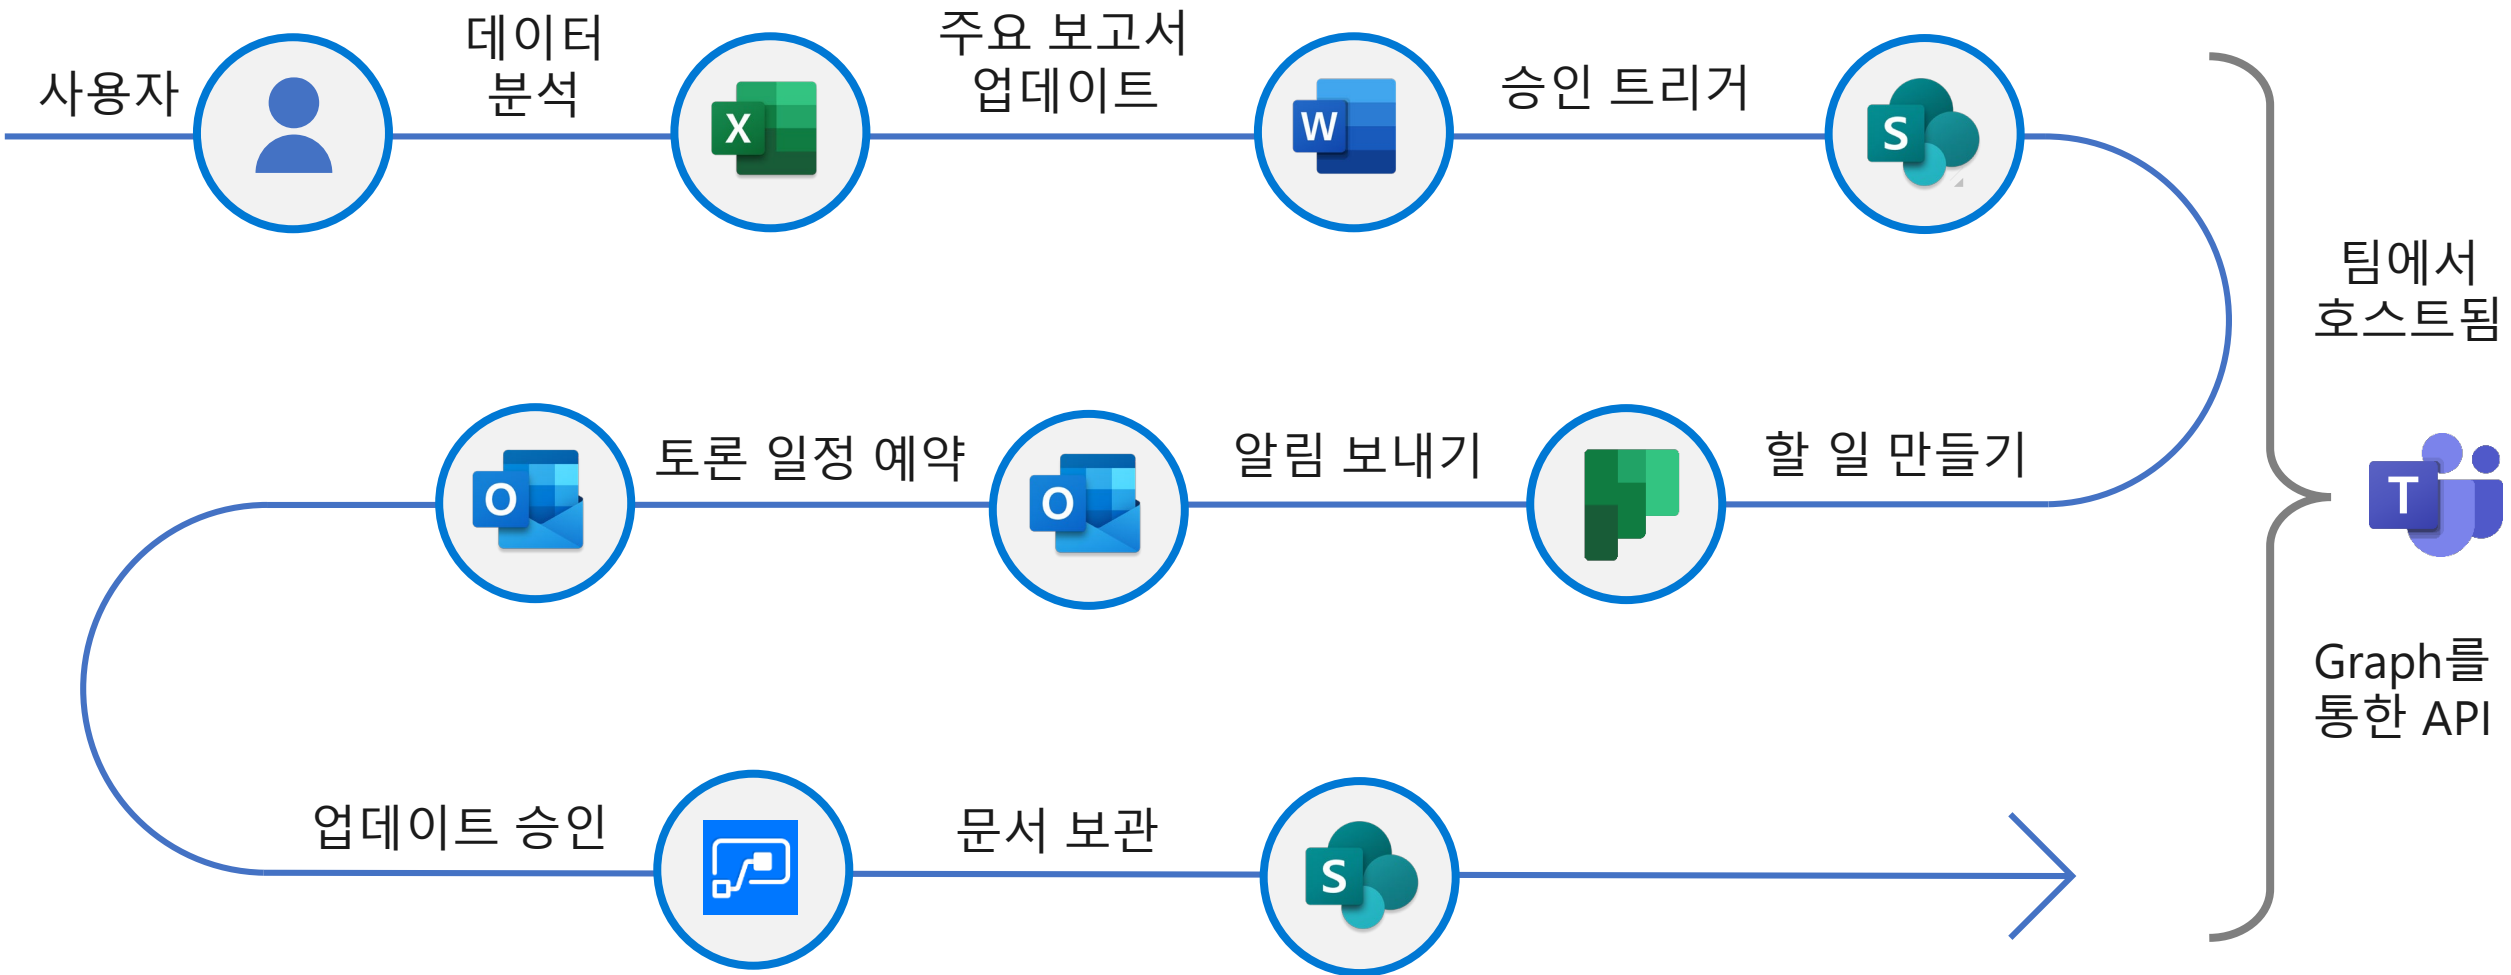 사용자
데이터
분석
X
주요 보고서
업데이트
W
승인 트리거
S
팀에서
호스트됨
O
토론 일정 예약
O
알림 보내기
할 일 만들기
T
Graph를
통한 API
업데이트 승인
문서 보관
S